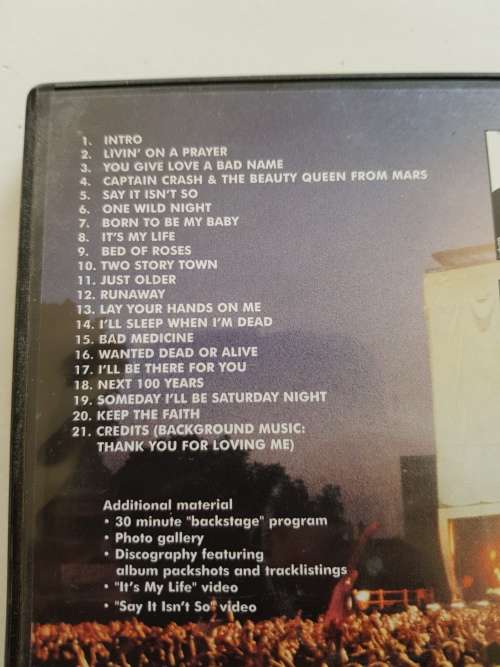 1. INTRO
2. LIVIN' ON A PRAYER
3. YOU GIVE LOVE A BAD NAME
4. CAPTAIN CRASH & THE BEAUTY QUEEN FROM MARS
5. SAY IT ISN'T SO
6. ONE WILD NIGHT
7. BORN TO BE MY BABY
8. IT'S MY LIFE
9. BED OF ROSES
10. TWO STORY TOWN
11. JUST OLDER
12. RUNAWAY
13. LAY YOUR HANDS ON ME
14. I'LL SLEEP WHEN I'M DEAD
15. BAD MEDICINE
16. WANTED DEAD OR ALIVE
17. I'LL BE THERE FOR YOU
18. NEXT 100 YEARS
19. SOMEDAY I'LL BE SATURDAY NIGHT
20. KEEP THE FAITH
21. CREDITS (BACKGROUND MUSIC:
THANK YOU FOR LOVING ME)
Additional material
• 30 minute "backstage" program
• Photo gallery
• Discography featuring
album packshots and tracklistings
• "It's My Life" video
• "Say It Isn't So" video